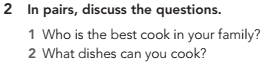 2 In pairs, discuss the questions.
1 Who is the best cook in your family?
2 What dishes can you cook?